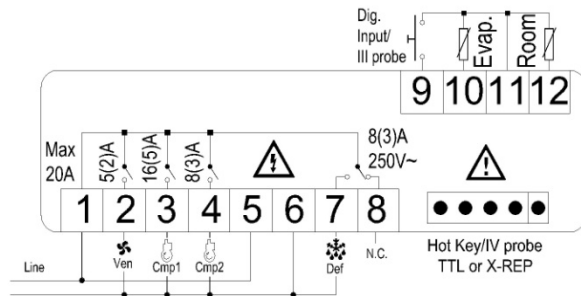 Dig.
Input/
III probe
Evap.
Room
9 10 11 12
Max
20A
5(2)A
16(5)A
8(3)A
8(3)A
250V~
1 2 3 4 5 6 7 8
Line
Ven
Cmp1
Cmp2
Def
N.C.
Hot Key/IV probe
TTL or X-REP